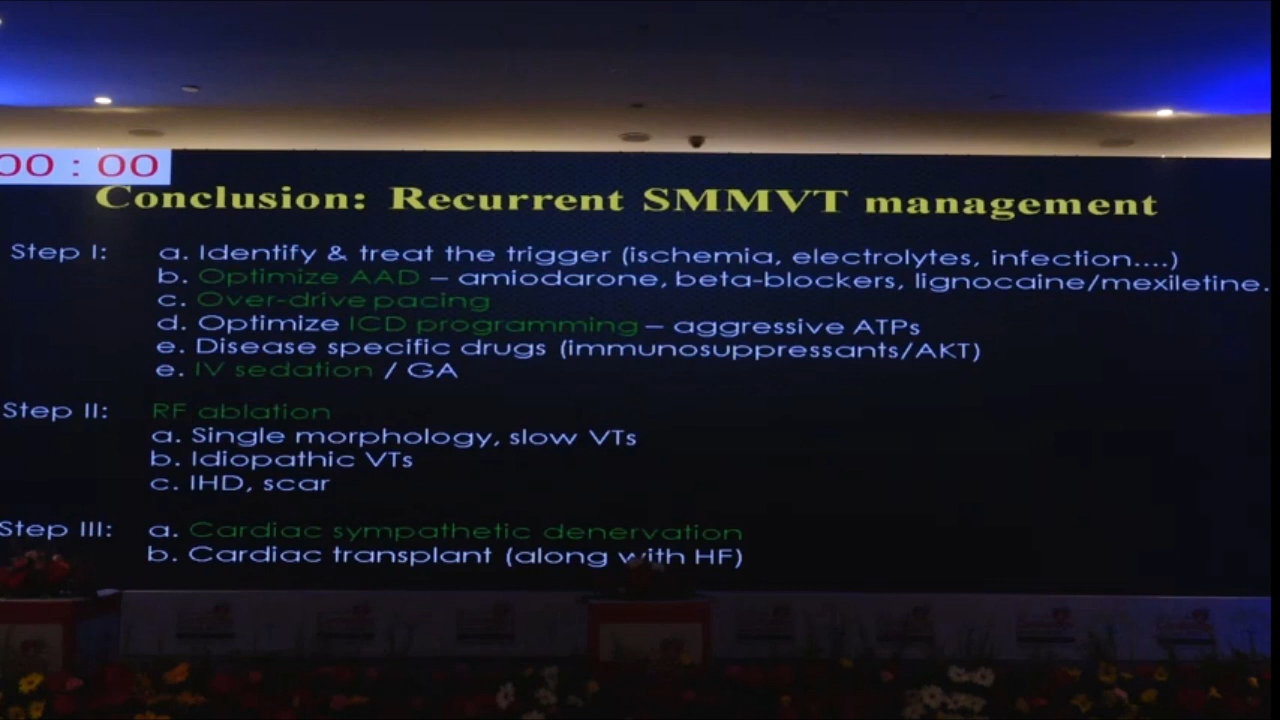 00 : 00
Conclusion: Recurrent SMMVT management
Step I: a. Identify & treat the trigger (ischemia, electrolytes, infection....)
b. Optimize AAD – amiodarone, beta-blockers, lignocaine/mexiletine.
c. Over-drive pacing
d. Optimize ICD programming – aggressive ATPs
e. Disease specific drugs (immunosuppressants/AKT)
e. IV sedation / GA
Step II: RF ablation
a. Single morphology, slow VTs
b. Idiopathic VTs
c. IHD, scar
Step III: a. Cardiac sympathetic denervation
b. Cardiac transplant (along with HF)